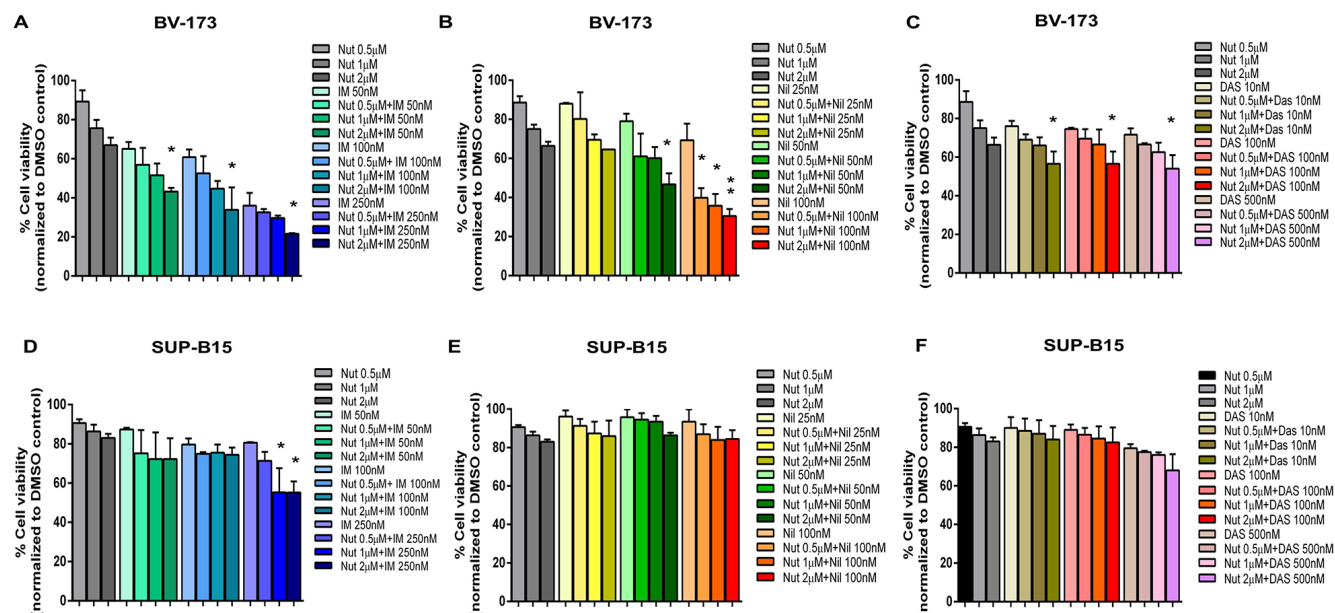 A
BV-173
% Cell viability
(normalized to DMSO control)
100
80
60
40
20
0
*
*
*
Nut 0.5μM
Nut 1μM
Nut 2μM
IM 50nM
Nut 0.5μM+IM 50nM
Nut 1μM+IM 50nM
Nut 2μM+IM 50nM
IM 100nM
Nut 0.5μM+ IM 100nM
Nut 1μM+IM 100nM
Nut 2μM+IM 100nM
IM 250nM
Nut 0.5μM+IM 250nM
Nut 1μM+IM 250nM
Nut 2μM+IM 250nM
B
BV-173
% Cell viability
(normalized to DMSO control)
100
80
60
40
20
0
*
*
*
*
*
Nut 0.5μM
Nut 1μM
Nut 2μM
Nil 25nM
Nut 0.5μM+Nil 25nM
Nut 1μM+Nil 25nM
Nut 2μM+Nil 25nM
Nil 50nM
Nut 0.5μM+Nil 50nM
Nut 1μM+Nil 50nM
Nut 2μM+Nil 50nM
Nil 100nM
Nut 0.5μM+Nil 100nM
Nut 1μM+Nil 100nM
Nut 2μM+Nil 100nM
C
BV-173
% Cell viability
(normalized to DMSO control)
100
80
60
40
20
0
*
*
*
Nut 0.5μM
Nut 1μM
Nut 2μM
DAS 10nM
Nut 0.5μM+Das 10nM
Nut 1μM+Das 10nM
Nut 2μM+Das 10nM
DAS 100nM
Nut 0.5μM+DAS 100nM
Nut 1μM+DAS 100nM
Nut 2μM+DAS 100nM
DAS 500nM
Nut 0.5μM+DAS 500nM
Nut 1μM+DAS 500nM
Nut 2μM+DAS 500nM
D
SUP-B15
% Cell viability
normalized to DMSO control)
100
80
60
40
20
0
*
*
Nut 0.5μM
Nut 1μM
Nut 2μM
IM 50nM
Nut 0.5μM+IM 50nM
Nut 1μM+IM 50nM
Nut 2μM+IM 50nM
IM 100nM
Nut 0.5μM+ IM 100nM
Nut 1μM+IM 100nM
Nut 2μM+IM 100nM
IM 250nM
Nut 0.5μM+IM 250nM
Nut 1μM+IM 250nM
Nut 2μM+IM 250nM
E
SUP-B15
% Cell viability
normalized to DMSO control)
100
80
60
40
20
0
Nut 0.5μM
Nut 1μM
Nut 2μM
Nil 25nM
Nut 0.5μM+Nil 25nM
Nut 1μM+Nil 25nM
Nut 2μM+Nil 25nM
Nil 50nM
Nut 0.5μM+Nil 50nM
Nut 1μM+Nil 50nM
Nut 2μM+Nil 50nM
Nil 100nM
Nut 0.5μM+Nil 100nM
Nut 1μM+Nil 100nM
Nut 2μM+Nil 100nM
F
SUP-B15
% Cell viability
normalized to DMSO control)
100
80
60
40
20
0
Nut 0.5μM
Nut 1μM
Nut 2μM
DAS 10nM
Nut 0.5μM+Das 10nM
Nut 1μM+Das 10nM
Nut 2μM+Das 10nM
DAS 100nM
Nut 0.5μM+DAS 100nM
Nut 1μM+DAS 100nM
Nut 2μM+DAS 100nM
DAS 500nM
Nut 0.5μM+DAS 500nM
Nut 1μM+DAS 500nM
Nut 2μM+DAS 500nM